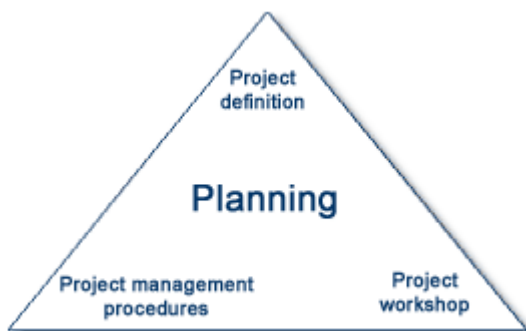 Project
definition
Planning
Project management
procedures
Project
workshop